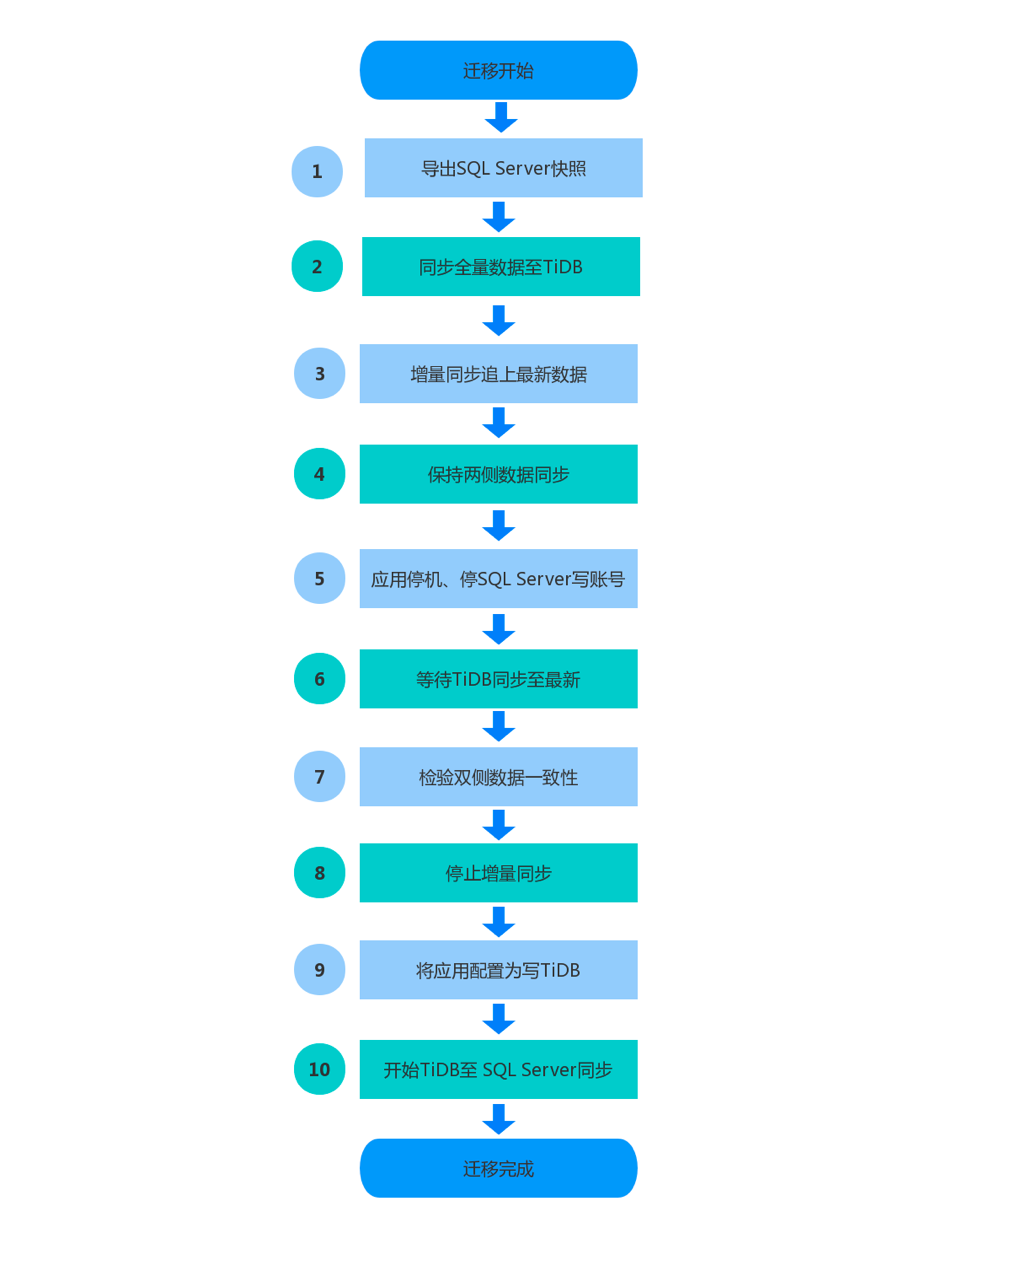 迁移开始
1
导出SQL Server快照
2
同步全量数据至TiDB
3
增量同步追上最新数据
4
保持两侧数据同步
5
应用停机、停SQL Server写账号
6
等待TiDB同步至最新
7
检验双侧数据一致性
8
停止增量同步
9
将应用配置为写TiDB
10
开始TiDB至 SQL Server同步
迁移完成